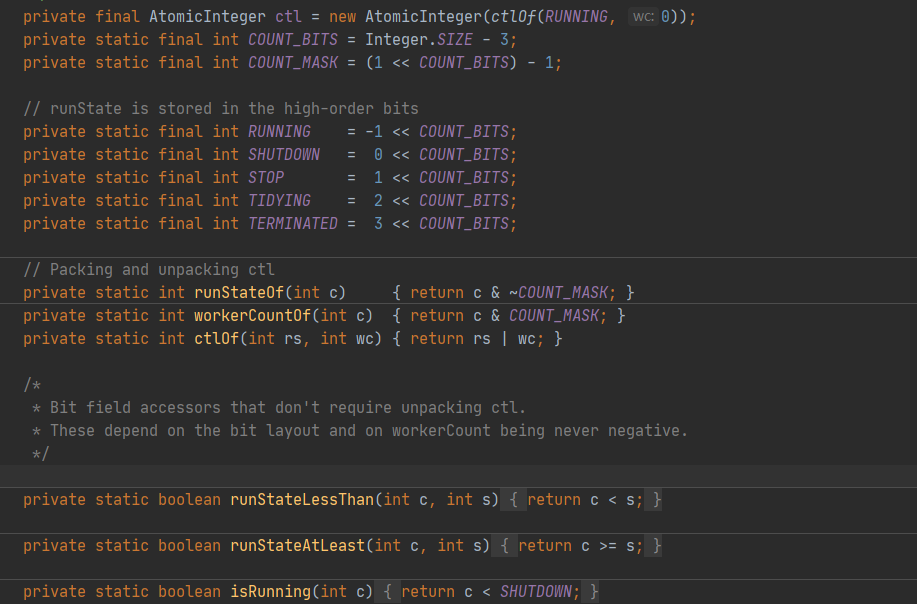 private final AtomicInteger ctl = new AtomicInteger(ctlOf(RUNNING, wc: 0));
private static final int COUNT_BITS = Integer.SIZE - 3;
private static final int COUNT_MASK = (1 << COUNT_BITS) - 1;
// runState is stored in the high-order bits
private static final int RUNNING    = -1 << COUNT_BITS;
private static final int SHUTDOWN   =  0 << COUNT_BITS;
private static final int STOP       =  1 << COUNT_BITS;
private static final int TIDYING    =  2 << COUNT_BITS;
private static final int TERMINATED =  3 << COUNT_BITS;
// Packing and unpacking ctl
private static int runStateOf(int c)     { return c & ~COUNT_MASK; }
private static int workerCountOf(int c)  { return c & COUNT_MASK; }
private static int ctlOf(int rs, int wc) { return rs | wc; }
/*
 * Bit field accessors that don't require unpacking ctl.
 * These depend on the bit layout and on workerCount being never negative.
 */
private static boolean runStateLessThan(int c, int s) { return c < s; }
private static boolean runStateAtLeast(int c, int s) { return c >= s; }
private static boolean isRunning(int c) { return c < SHUTDOWN; }